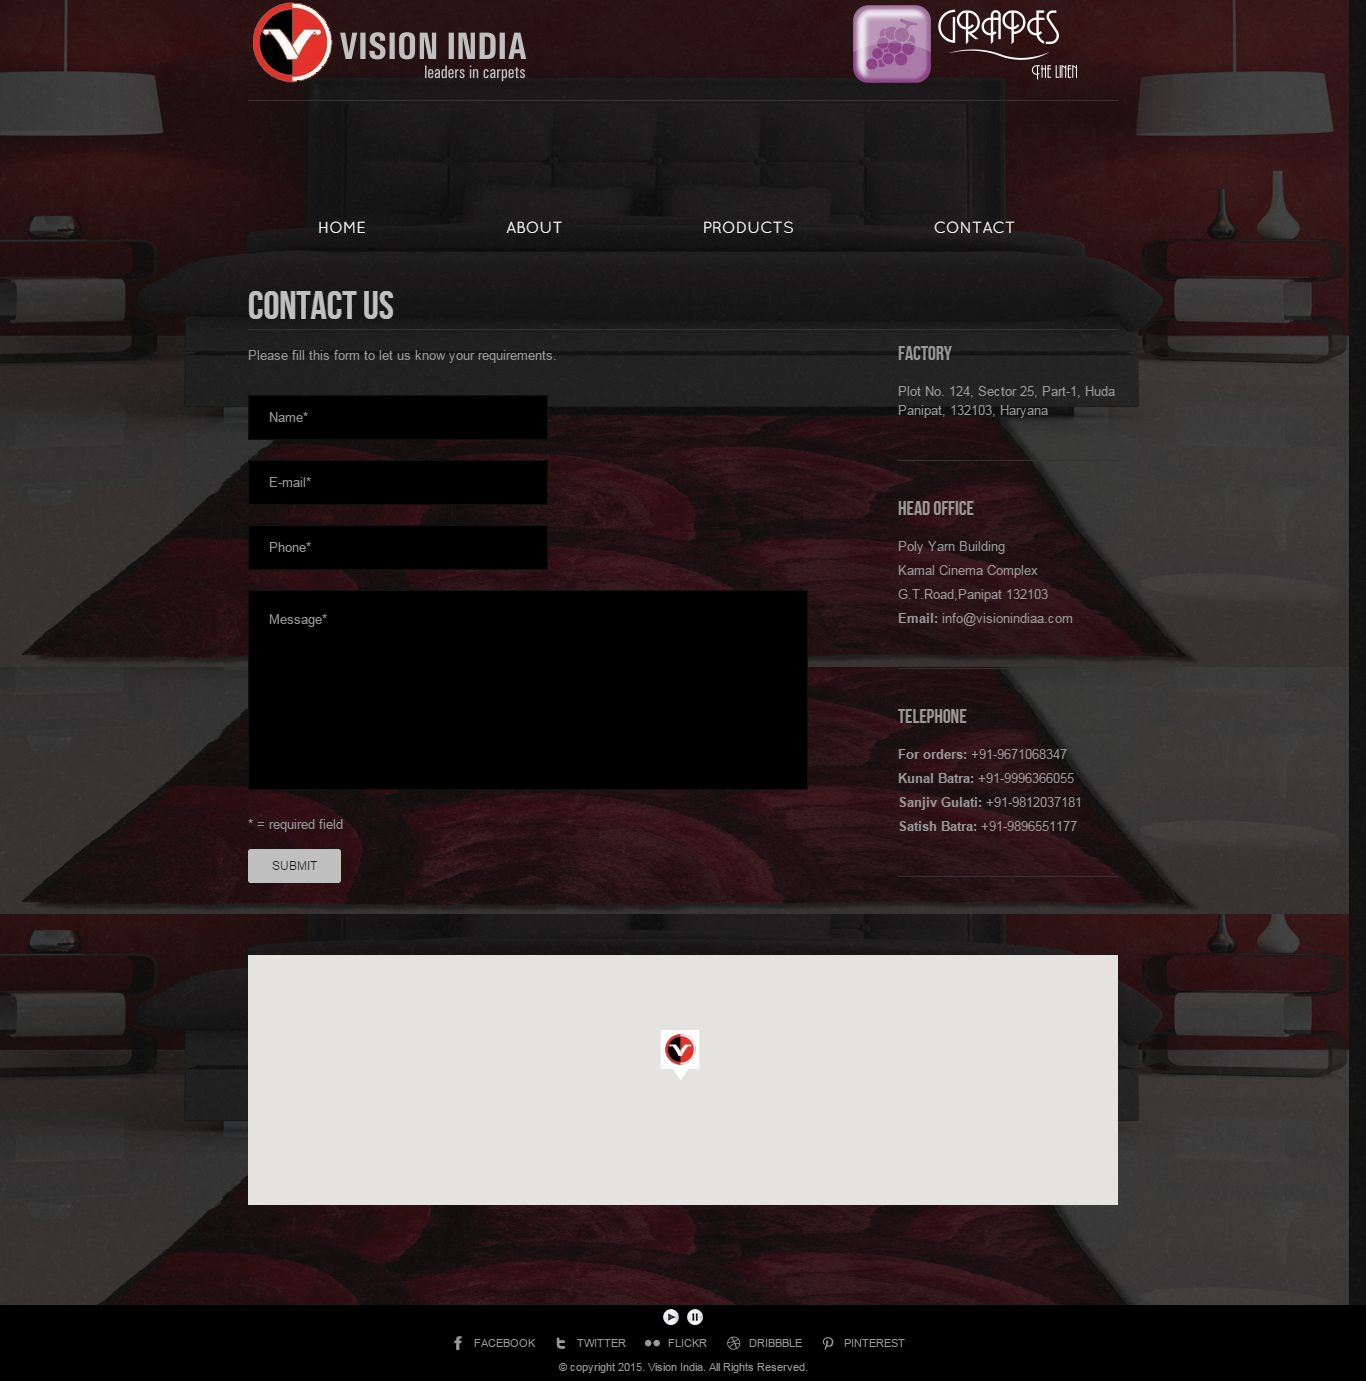 VISION INDIA
leaders in carpets
GRAPES
THE LINEN
HOME
ABOUT
PRODUCTS
CONTACT
CONTACT US
Please fill this form to let us know your requirements.
Name*
E-mail*
Phone*
Message*
* = required field
SUBMIT
FACTORY
Plot No. 124, Sector 25, Part-1, Huda
Panipat, 132103, Haryana
HEAD OFFICE
Poly Yarn Building
Kamal Cinema Complex
G.T.Road,Panipat 132103
Email: info@visionindiaa.com
TELEPHONE
For orders: +91-9671068347
Kunal Batra: +91-9996366055
Sanjiv Gulati: +91-9812037181
Satish Batra: +91-9896551177
FACEBOOK
TWITTER
FLICKR
DRIBBBLE
PINTEREST
© copyright 2015. Vision India. All Rights Reserved.